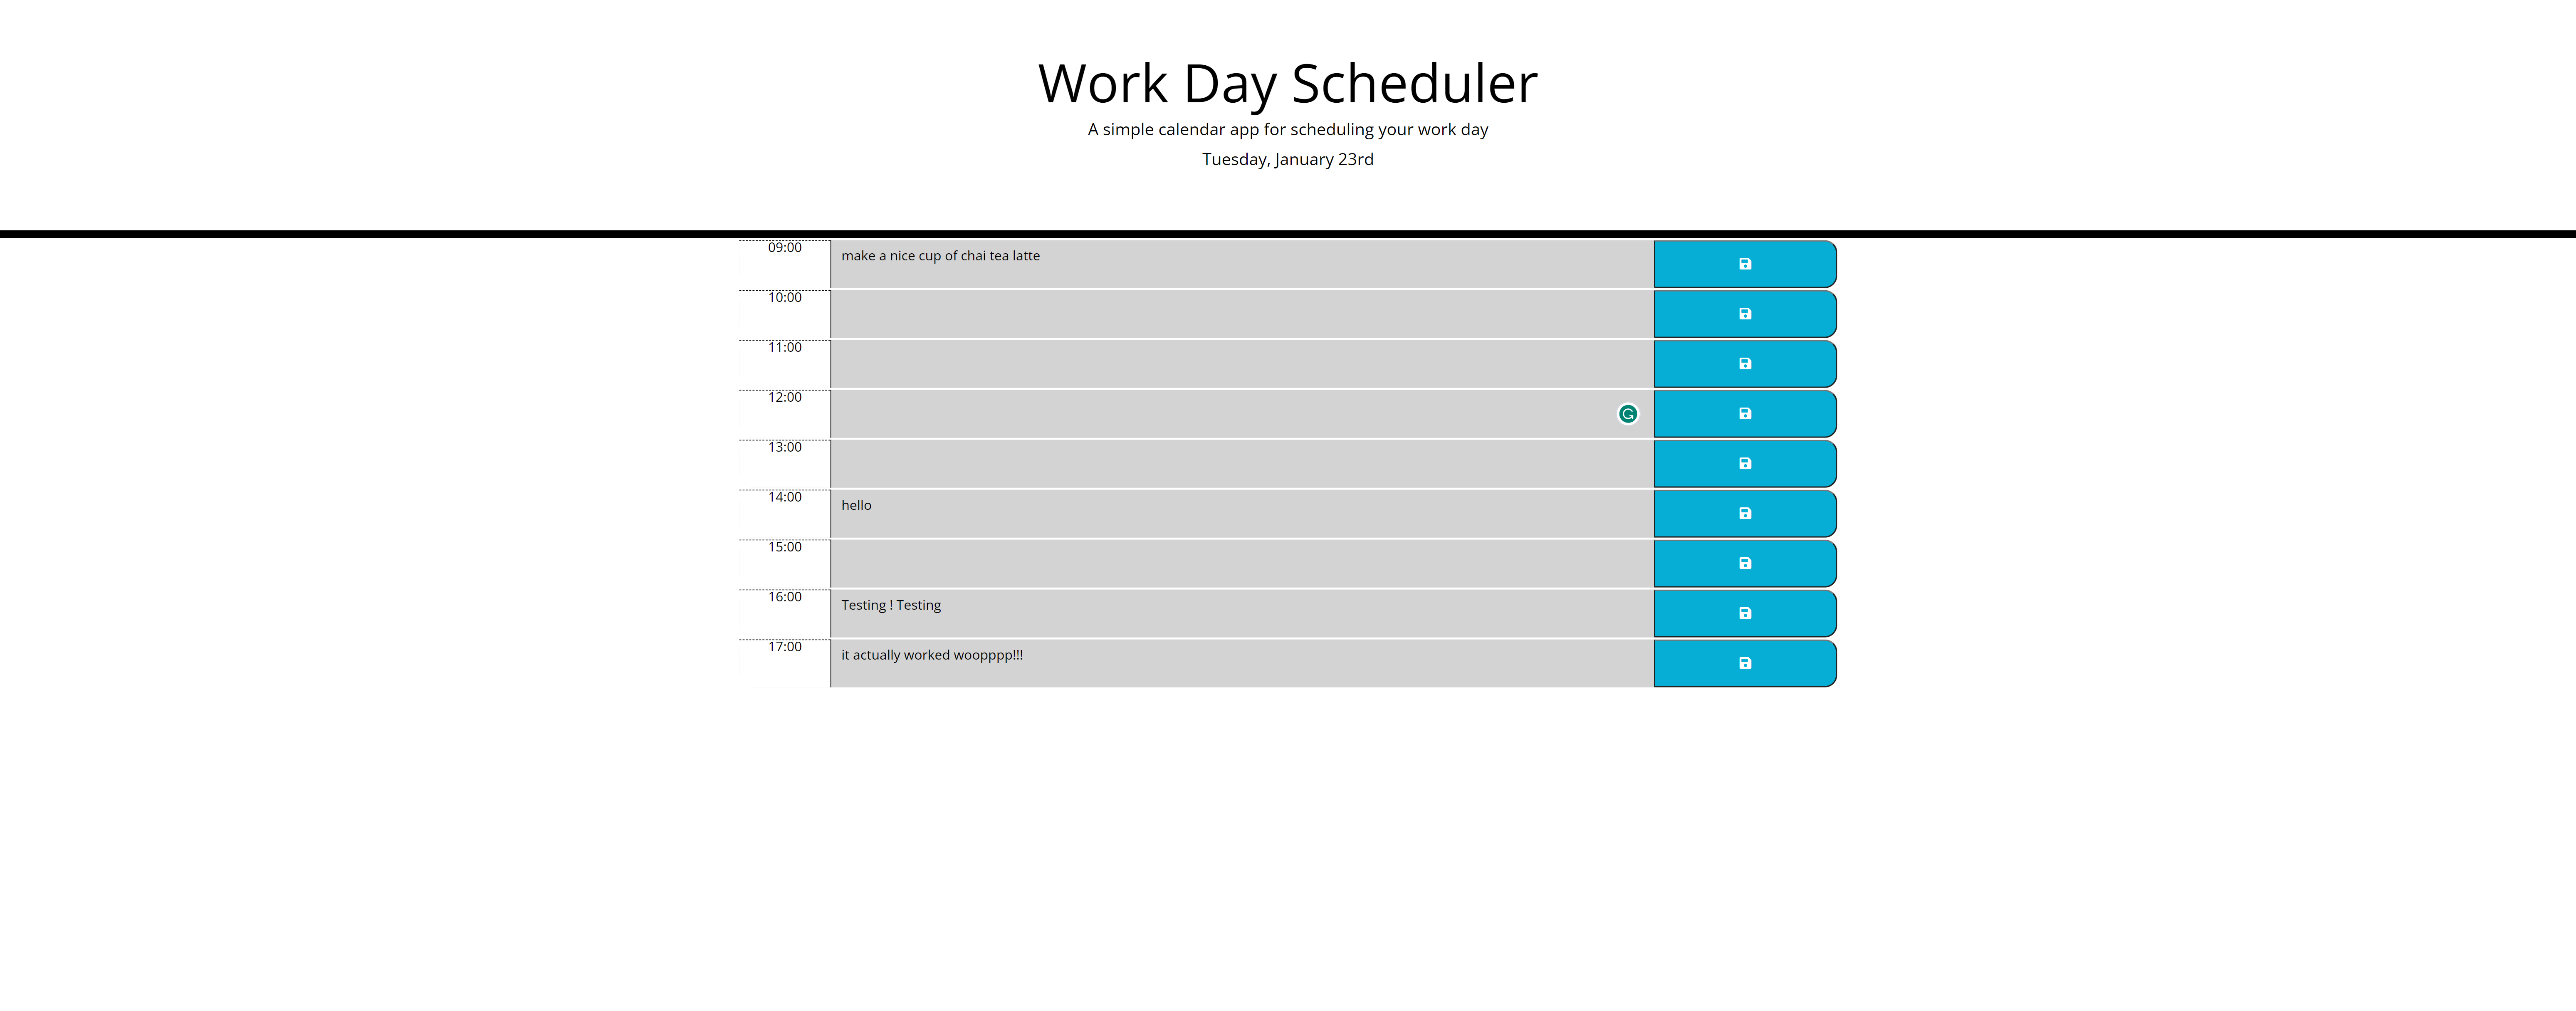 Work Day Scheduler
A simple calendar app for scheduling your work day
Tuesday, January 23rd
09:00 make a nice cup of chai tea latte
10:00
11:00
12:00
13:00
14:00 hello
15:00
16:00 Testing ! Testing
17:00 it actually worked woopppp!!!